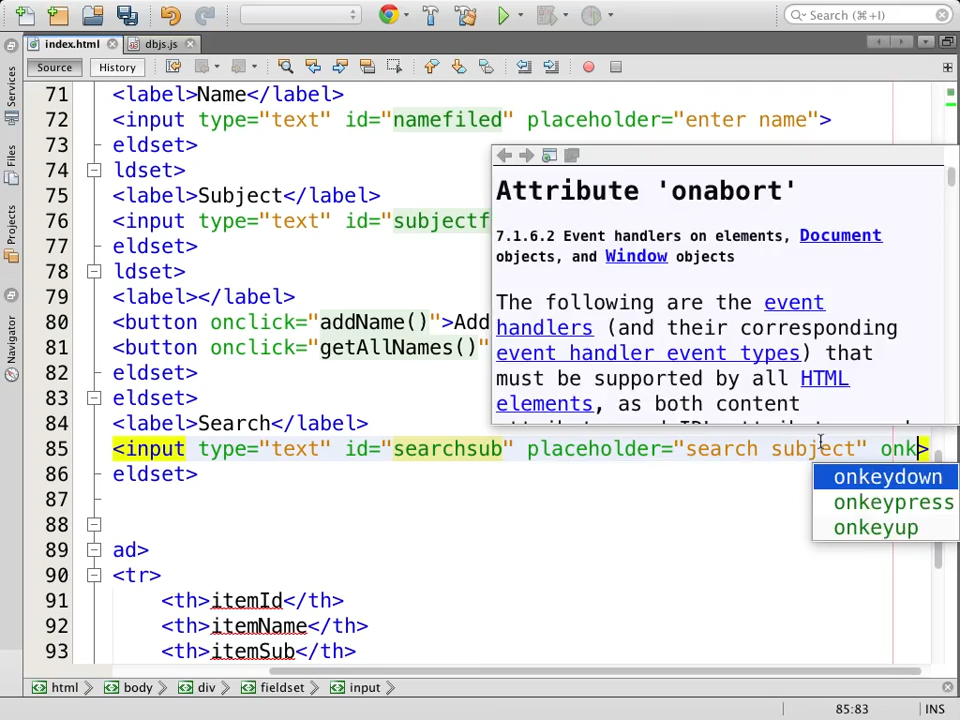 Search (⌘+I)
index.html
dbjs.js
Source
History
Services
Files
Projects
Navigator
71 <label>Name</label>
72 <input type="text" id="namefiled" placeholder="enter name">
73 eldset>
74 ldset>
75 <label>Subject</label>
76 <input type="text" id="subjectf
77 eldset>
78 ldset>
79 <label></label>
80 <button onclick="addName()">Add
81 <button onclick="getAllNames()"
82 eldset>
83 eldset>
84 <label>Search</label>
85 <input type="text" id="searchsub" placeholder="search subject" onk>
86 eldset>
87
88
89 ad>
90 <tr>
91 <th>itemId</th>
92 <th>itemName</th>
93 <th>itemSub</th>
Attribute 'onabort'
7.1.6.2 Event handlers on elements, Document
objects, and Window objects
The following are the event
handlers (and their corresponding
event handler event types) that
must be supported by all HTML
elements, as both content
onkeydown
onkeypress
onkeyup
html body div fieldset input
85:83 INS